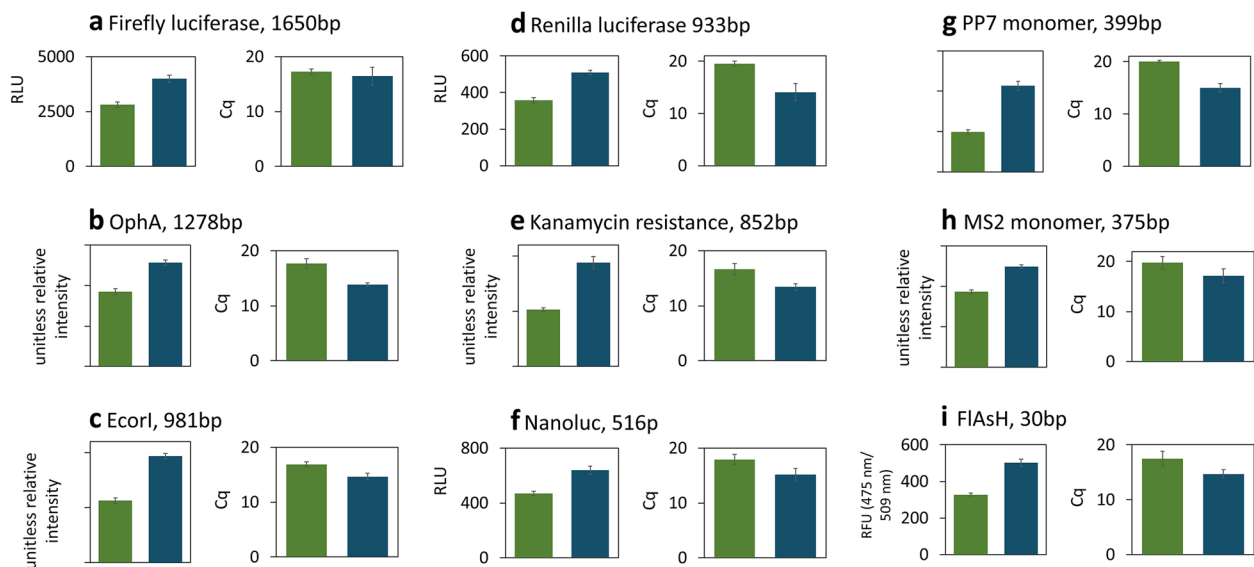 a Firefly luciferase, 1650bp
RLU
5000
2500
0
Cq
20
10
0
b OphA, 1278bp
unitless relative
intensity
Cq
20
10
0
c EcorI, 981bp
unitless relative
intensity
Cq
20
10
0
d Renilla luciferase 933bp
RLU
600
400
200
0
Cq
20
10
0
e Kanamycin resistance, 852bp
unitless relative
intensity
Cq
20
10
0
f Nanoluc, 516p
RLU
800
400
0
Cq
20
10
0
g PP7 monomer, 399bp
Cq
20
10
0
h MS2 monomer, 375bp
unitless relative
intensity
Cq
20
10
0
i FlAsH, 30bp
RFU (475 nm/
509 nm)
600
400
200
0
Cq
20
10
0